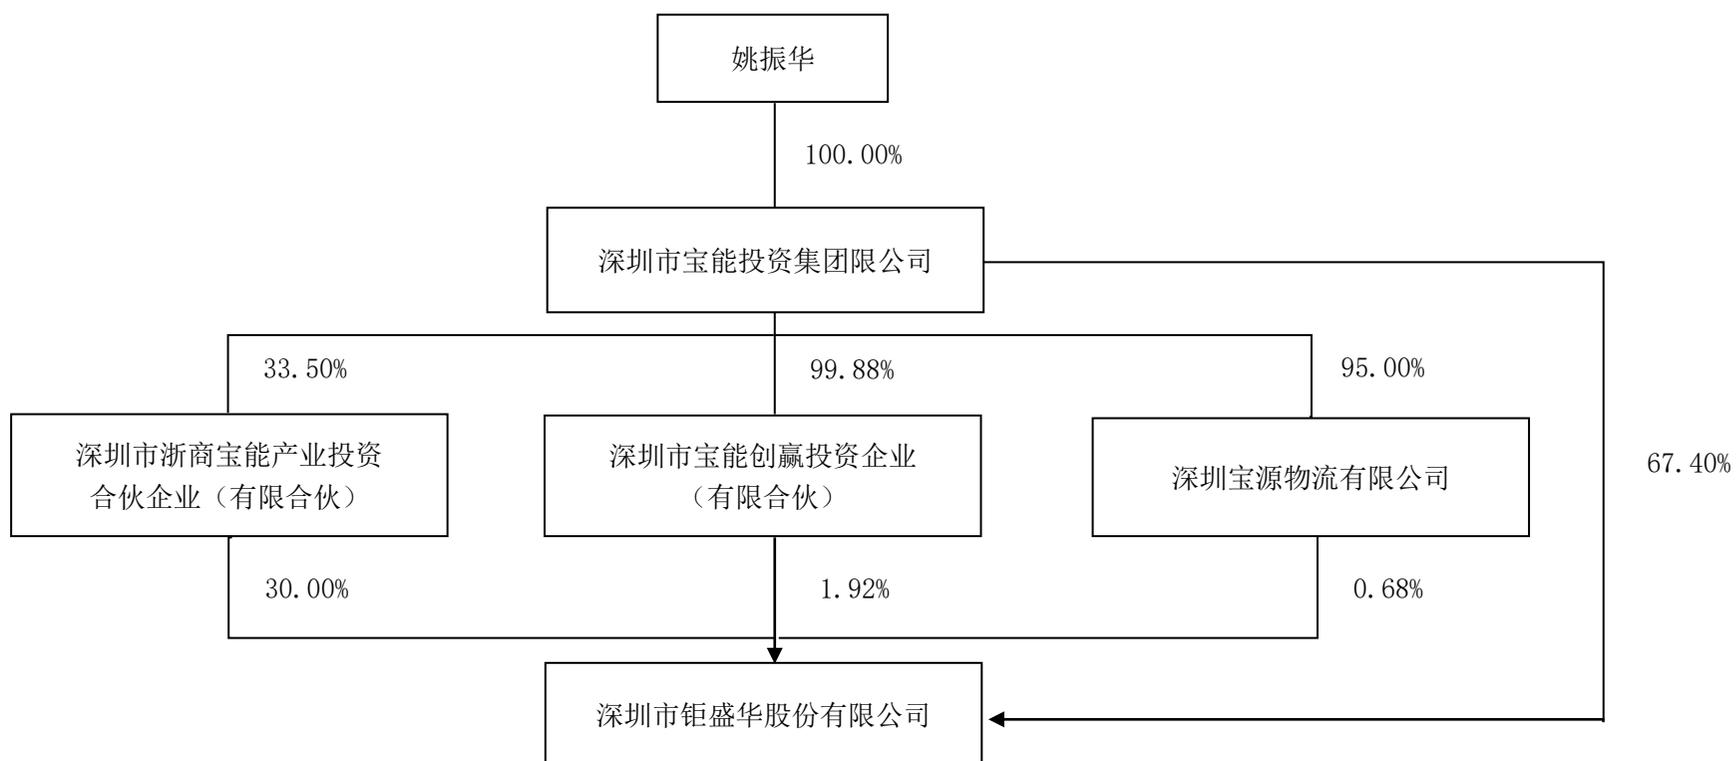 姚振华
100.00%
深圳市宝能投资集团限公司
33.50%
99.88%
95.00%
深圳市浙商宝能产业投资
合伙企业（有限合伙）
深圳市宝能创赢投资企业
（有限合伙）
深圳宝源物流有限公司
67.40%
30.00%
1.92%
0.68%
深圳市钜盛华股份有限公司